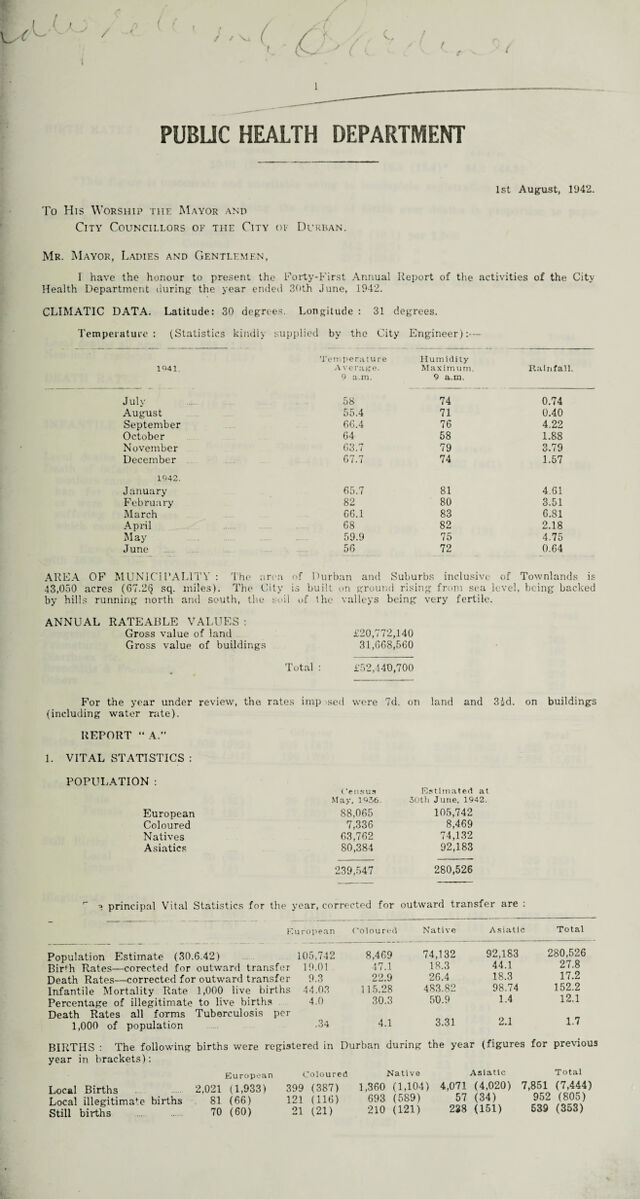 1
PUBLIC HEALTH DEPARTMENT
1st August, 1942.
To His Worship the Mayor and
City Councillors of the City of Durban.
Mr. Mayor, Ladies and Gentlemen,
I have the honour to present the Forty-First Annual Report of the activities of the City
Health Department during the year ended 30th June, 1942.
CLIMATIC DATA. Latitude: 30 degrees. Longitude : 31 degrees.
Temperature : (Statistics kindly supplied by the City Engineer):—
1941. Temperature Average. 9 a.m. Humidity Maximum. 9 a.m. Rainfall.
July 58 74 0.74
August 55.4 71 0.40
September 66.4 76 4.22
October 64 58 1.88
November 63.7 79 3.79
December 67.7 74 1.57
1942.
January 65.7 81 4.61
February 82 80 3.51
March 66.1 83 6.81
April 68 82 2.18
May 59.9 75 4.75
June 56 72 0.64
AREA OF MUNICIPALITY : The area of Durban and Suburbs inclusive of Townlands is
43,050 acres (67.26 sq. miles). The City is built on ground rising from sea level, being backed
by hills running north and south, the soil of the valleys being very fertile.
ANNUAL RATEABLE VALUES :
Gross value of land £20,772,140
Gross value of buildings 31,668,560
Total : £52,440,700
For the year under review, the rates imposed were 7d. on land and on buildings
(including water rate).
REPORT “ A.”
1. VITAL STATISTICS :
POPULATION :
Census May, 1936. Estimated at 30th June, 1942.
European 88,065 105,742
Coloured 7,336 8,469
Natives 63,762 74,132
Asiatics 80,384 92,183
239,547 280,526
principal Vital Statistics for the year, corrected for outward transfer are :
European Coloured Native Asiatic Total
Population Estimate (30.6.42) 105,742 8,469 74,132 92,183 280,526
Birth Rates—corected for outward transfer 19.01 47.1 18.3 44.1 27.8
Death Rates—corrected for outward transfer 9.3 22.9 26.4 18.3 17.2
Infantile Mortality Rate 1,000 live births 44.03 115.28 483.82 98.74 152.2
Percentage of illegitimate to live births 4.0 30.3 50.9 1.4 12.1
Death Rates all forms Tuberculosis per
1,000 of population .34 4.1 3.31 2.1 1.7
BIRTHS : The following births were registered in Durban during the year (figures for previous
year in brackets) :
European Coloured Native Asiatic Total
Local Births 2,021 (1,933) 399 (387) 1,360 (1,104) 4,071 (4,020) 7,851 (7,444)
Local illegitimate births 81 (66) 121 (116) 693 (589) 57 (34) 952 (805)
Still births 70 (60) 21 (21) 210 (121) 238 (151) 539 (353)